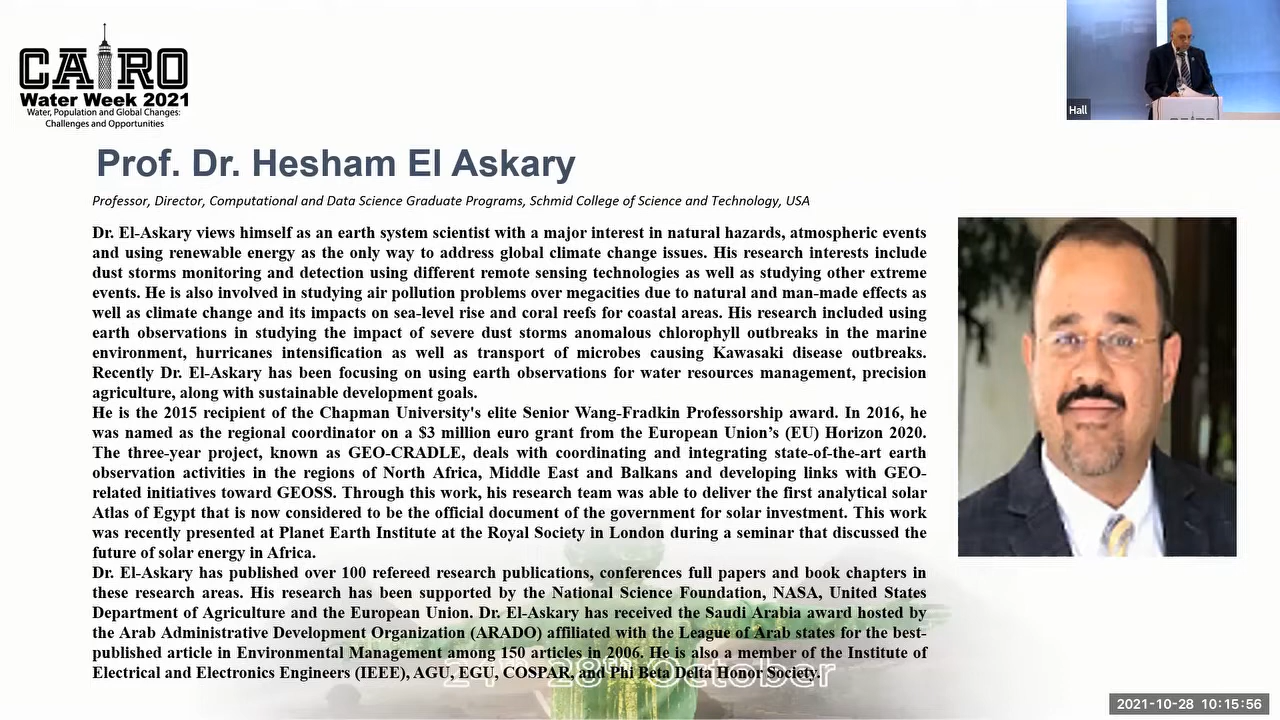 CAIRO
Water Week 2021
Water, Population and Global Changes:
Challenges and Opportunities
Hall
Prof. Dr. Hesham El Askary
Professor, Director, Computational and Data Science Graduate Programs, Schmid College of Science and Technology, USA
Dr. El-Askary views himself as an earth system scientist with a major interest in natural hazards, atmospheric events
and using renewable energy as the only way to address global climate change issues. His research interests include
dust storms monitoring and detection using different remote sensing technologies as well as studying other extreme
events. He is also involved in studying air pollution problems over megacities due to natural and man-made effects as
well as climate change and its impacts on sea-level rise and coral reefs for coastal areas. His research included using
earth observations in studying the impact of severe dust storms anomalous chlorophyll outbreaks in the marine
environment, hurricanes intensification as well as transport of microbes causing Kawasaki disease outbreaks.
Recently Dr. El-Askary has been focusing on using earth observations for water resources management, precision
agriculture, along with sustainable development goals.
He is the 2015 recipient of the Chapman University's elite Senior Wang-Fradkin Professorship award. In 2016, he
was named as the regional coordinator on a $3 million euro grant from the European Union’s (EU) Horizon 2020.
The three-year project, known as GEO-CRADLE, deals with coordinating and integrating state-of-the-art earth
observation activities in the regions of North Africa, Middle East and Balkans and developing links with GEO-
related initiatives toward GEOSS. Through this work, his research team was able to deliver the first analytical solar
Atlas of Egypt that is now considered to be the official document of the government for solar investment. This work
was recently presented at Planet Earth Institute at the Royal Society in London during a seminar that discussed the
future of solar energy in Africa.
Dr. El-Askary has published over 100 refereed research publications, conferences full papers and book chapters in
these research areas. His research has been supported by the National Science Foundation, NASA, United States
Department of Agriculture and the European Union. Dr. El-Askary has received the Saudi Arabia award hosted by
the Arab Administrative Development Organization (ARADO) affiliated with the League of Arab states for the best-
published article in Environmental Management among 150 articles in 2006. He is also a member of the Institute of
Electrical and Electronics Engineers (IEEE), AGU, EGU, COSPAR, and Phi Beta Delta Honor Society.
24th 28th October
2021-10-28 10:15:56